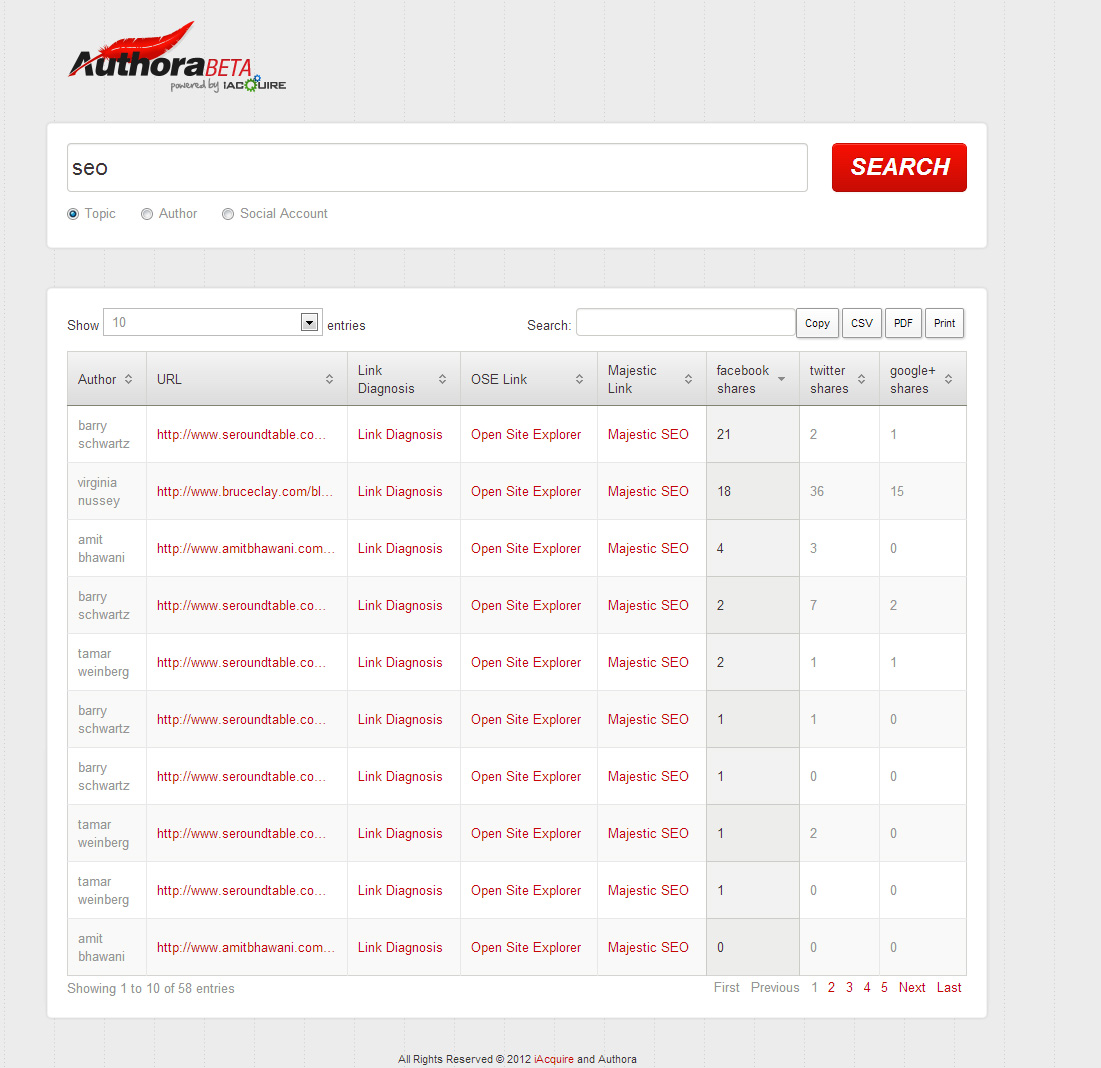 Authora BETA
powered by iACQUIRE
seo
SEARCH
Topic Author Social Account
Show 10 entries Search: Copy CSV PDF Print
Author URL Link Diagnosis OSE Link Majestic Link facebook shares twitter shares google+ shares
barry schwartz http://www.seroundtable.co... Link Diagnosis Open Site Explorer Majestic SEO 21 2 1
virginia nussey http://www.bruceclay.com/bl... Link Diagnosis Open Site Explorer Majestic SEO 18 36 15
amit bhawani http://www.amitbhawani.com... Link Diagnosis Open Site Explorer Majestic SEO 4 3 0
barry schwartz http://www.seroundtable.co... Link Diagnosis Open Site Explorer Majestic SEO 2 7 2
tamar weinberg http://www.seroundtable.co... Link Diagnosis Open Site Explorer Majestic SEO 2 1 1
barry schwartz http://www.seroundtable.co... Link Diagnosis Open Site Explorer Majestic SEO 1 1 0
barry schwartz http://www.seroundtable.co... Link Diagnosis Open Site Explorer Majestic SEO 1 0 0
tamar weinberg http://www.seroundtable.co... Link Diagnosis Open Site Explorer Majestic SEO 1 2 0
tamar weinberg http://www.seroundtable.co... Link Diagnosis Open Site Explorer Majestic SEO 1 0 0
amit bhawani http://www.amitbhawani.com... Link Diagnosis Open Site Explorer Majestic SEO 0 0 0
Showing 1 to 10 of 58 entries First Previous 1 2 3 4 5 Next Last
All Rights Reserved © 2012 iAcquire and Authora